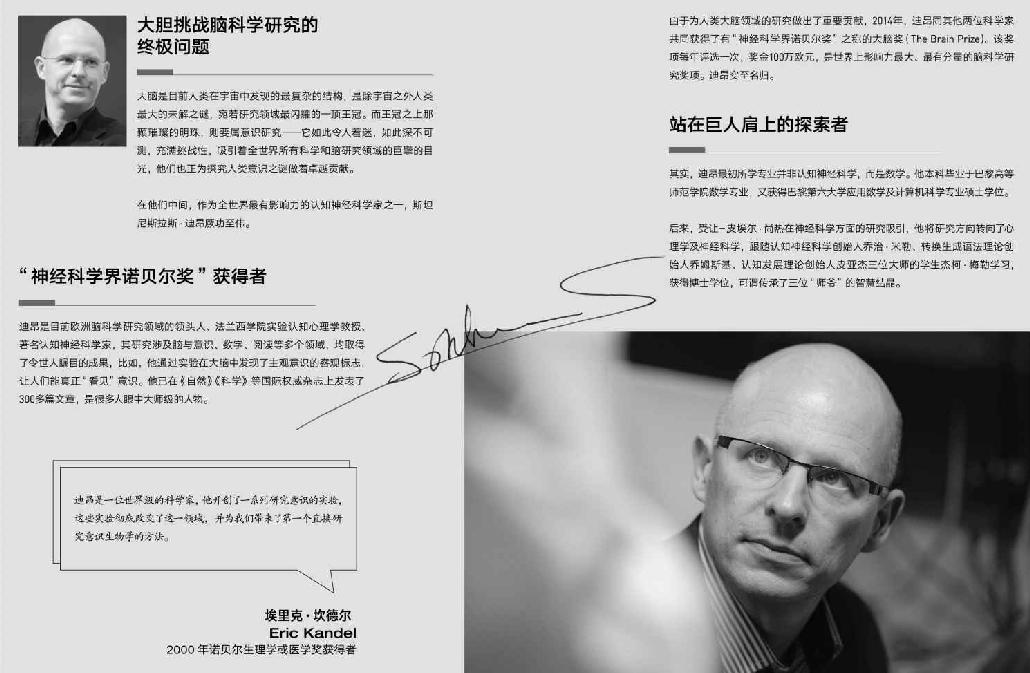 大胆挑战脑科学研究的
终极问题
大脑是目前人类在宇宙中发现的最复杂的结构，是除宇宙之外人类
最大的未解之谜，宛若研究领域最闪耀的一顶王冠。而王冠之上那
颗璀璨的明珠，则要属意识研究——它如此令人着迷，如此深不可
测，充满挑战性，吸引着全世界所有科学和脑研究领域的巨擘的目
光，他们也正为探究人类意识之谜做着卓越贡献。
在他们中间，作为全世界最有影响力的认知神经科学家之一，斯坦
尼斯拉斯·迪昂厥功至伟。
“神经科学界诺贝尔奖”获得者
迪昂是目前欧洲脑科学研究领域的领头人、法兰西学院实验认知心理学教授、
著名认知神经科学家，其研究涉及脑与意识、数字、阅读等多个领域，均取得
了令世人瞩目的成果，比如，他通过实验在大脑中发现了主观意识的客观标志，
让人们能真正“看见”意识。他已在《自然》《科学》等国际权威杂志上发表了
300多篇文章，是很多人眼中大师级的人物。
迪昂是一位世界级的科学家，他开创了一系列研究意识的实验，
这些实验彻底改变了这一领域，并为我们带来了第一个直接研
究意识生物学的方法。
埃里克·坎德尔
Eric Kandel
2000 年诺贝尔生理学或医学奖获得者
由于为人类大脑领域的研究做出了重要贡献，2014年，迪昂同其他两位科学家
共同获得了有“神经科学界诺贝尔奖”之称的大脑奖（The Brain Prize）。该奖
项每年评选一次，奖金100万欧元，是世界上影响力最大、最有分量的脑科学研
究奖项。迪昂实至名归。
站在巨人肩上的探索者
其实，迪昂最初所学专业并非认知神经科学，而是数学。他本科毕业于巴黎高等
师范学院数学专业，又获得巴黎第六大学应用数学及计算机科学专业硕士学位。
后来，受让-皮埃尔·尚热在神经科学方面的研究吸引，他将研究方向转向了心
理学及神经科学，跟随认知神经科学创始人乔治·米勒、转换生成语法理论创
始人乔姆斯基、认知发展理论创始人皮亚杰三位大师的学生杰柯·梅勒学习，
获得博士学位，可谓传承了三位“师爷”的智慧结晶。